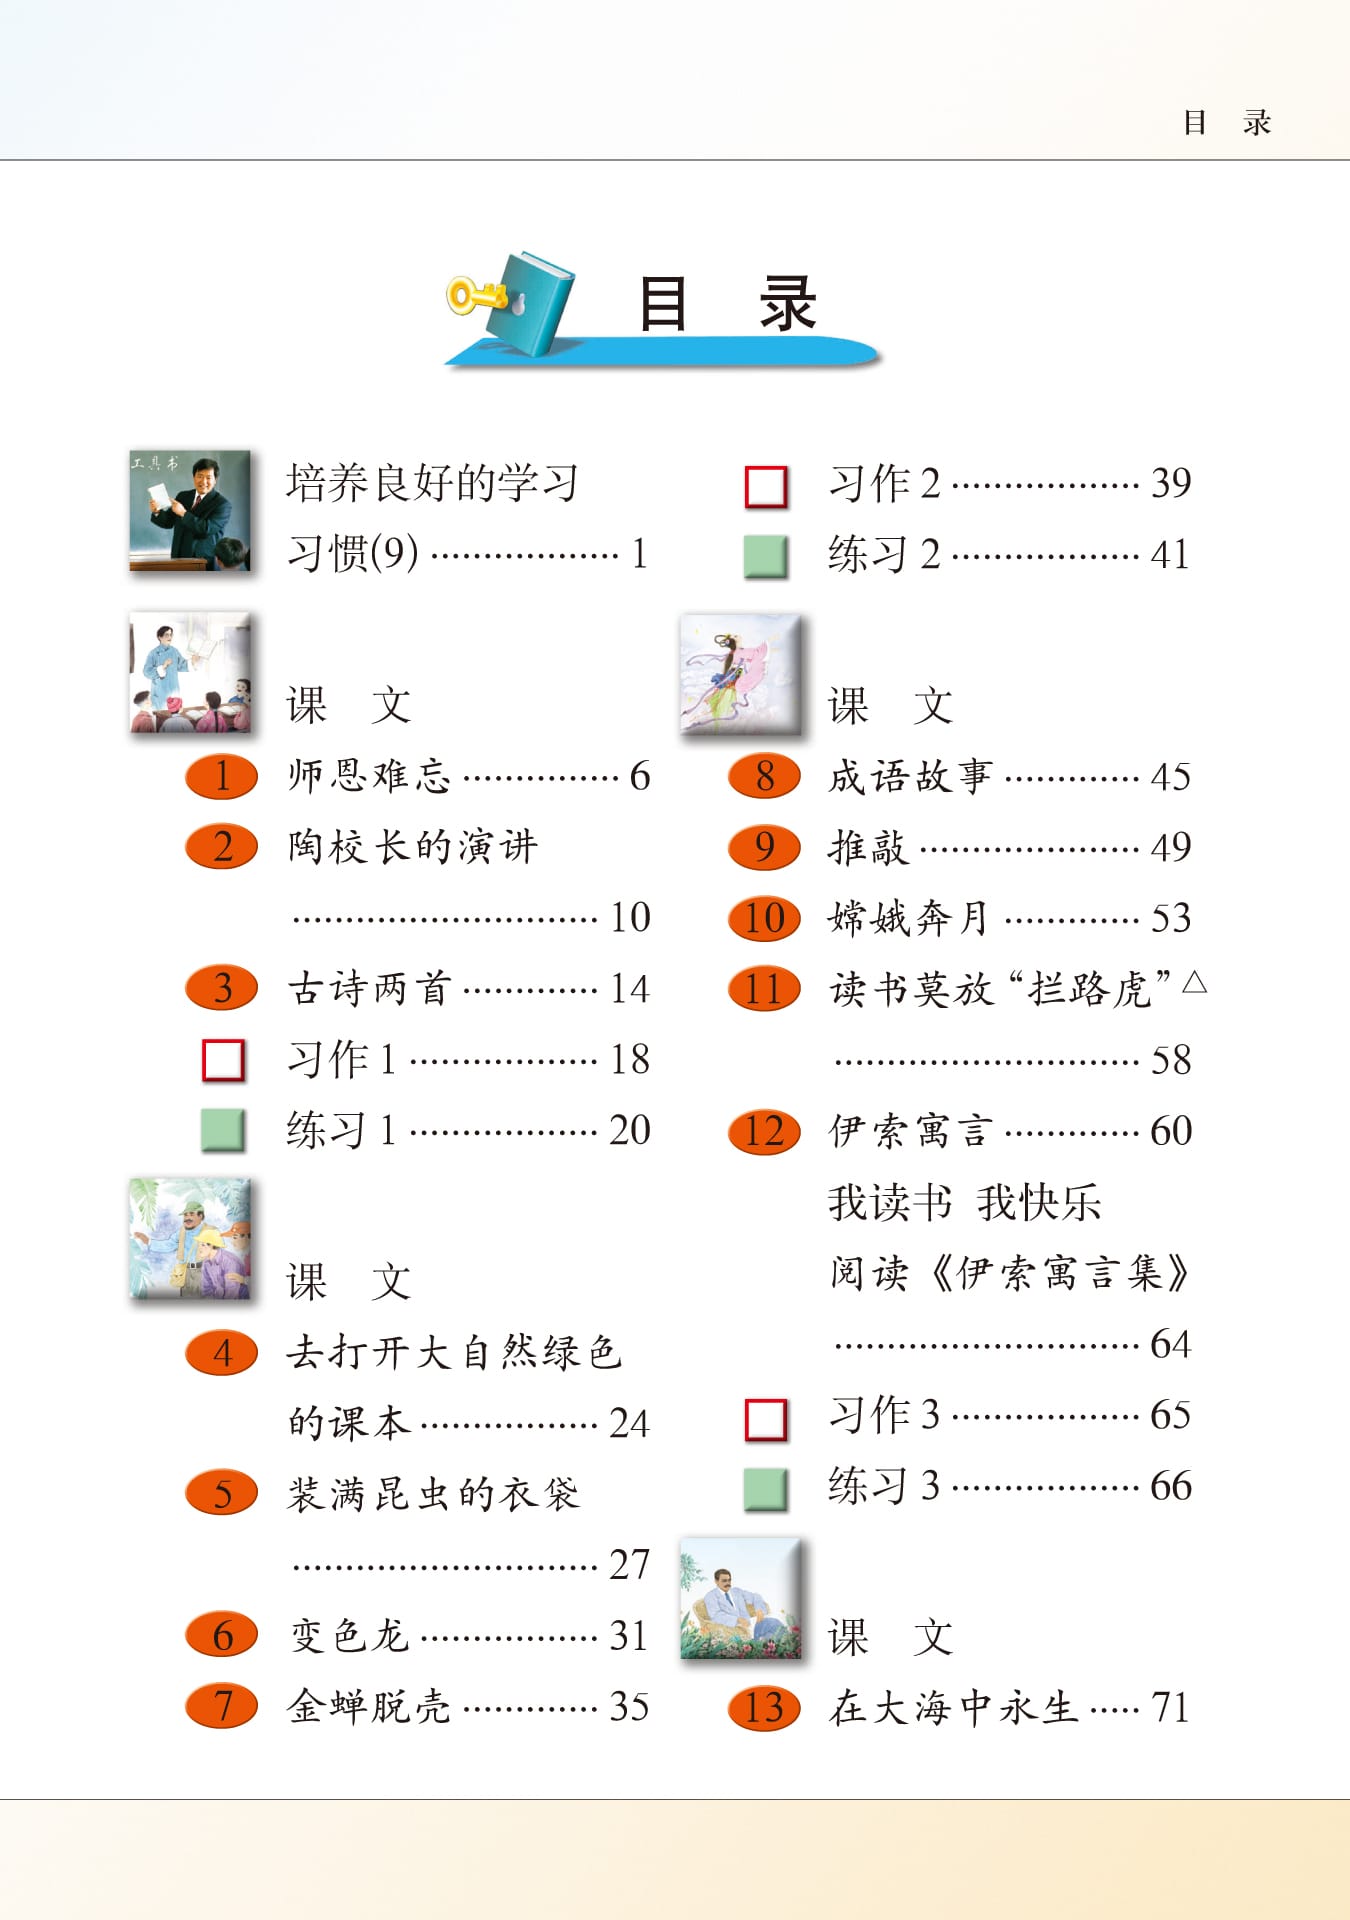 目 录
目 录
工具书
培养良好的学习
习惯(9) ·················· 1
课 文
1 师恩难忘 ··············· 6
2 陶校长的演讲
····························· 10
3 古诗两首 ············· 14
习作 1 ·················· 18
练习 1 ·················· 20
课 文
4 去打开大自然绿色
的课本 ················· 24
5 装满昆虫的衣袋
····························· 27
6 变色龙 ················· 31
7 金蝉脱壳 ············· 35
习作 2 ·················· 39
练习 2 ·················· 41
课 文
8 成语故事 ············· 45
9 推敲 ····················· 49
10 嫦娥奔月 ············· 53
11 读书莫放“拦路虎”△
····························· 58
12 伊索寓言 ············· 60
我读书 我快乐
阅读《伊索寓言集》
····························· 64
习作 3 ·················· 65
练习 3 ·················· 66
课 文
13 在大海中永生 ····· 71